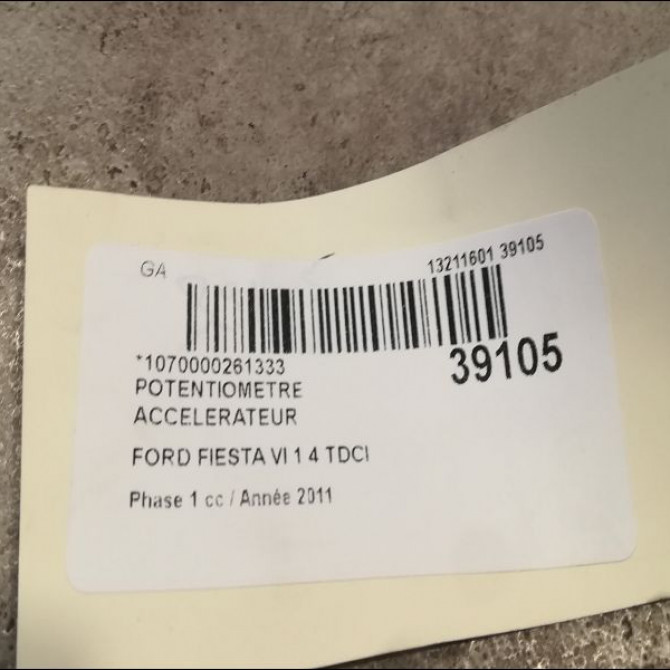 GA
13211601 39105
*1070000261333
39105
POTENTIOMETRE
ACCELERATEUR
FORD FIESTA VI 1 4 TDCI
Phase 1 cc / Année 2011